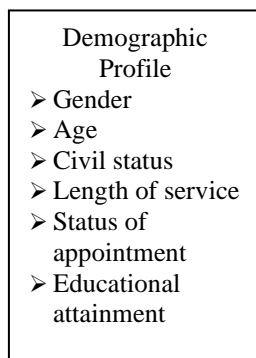 Demographic
Profile
➢ Gender
➢ Age
➢ Civil status
➢ Length of service
➢ Status of
appointment
➢ Educational
attainment